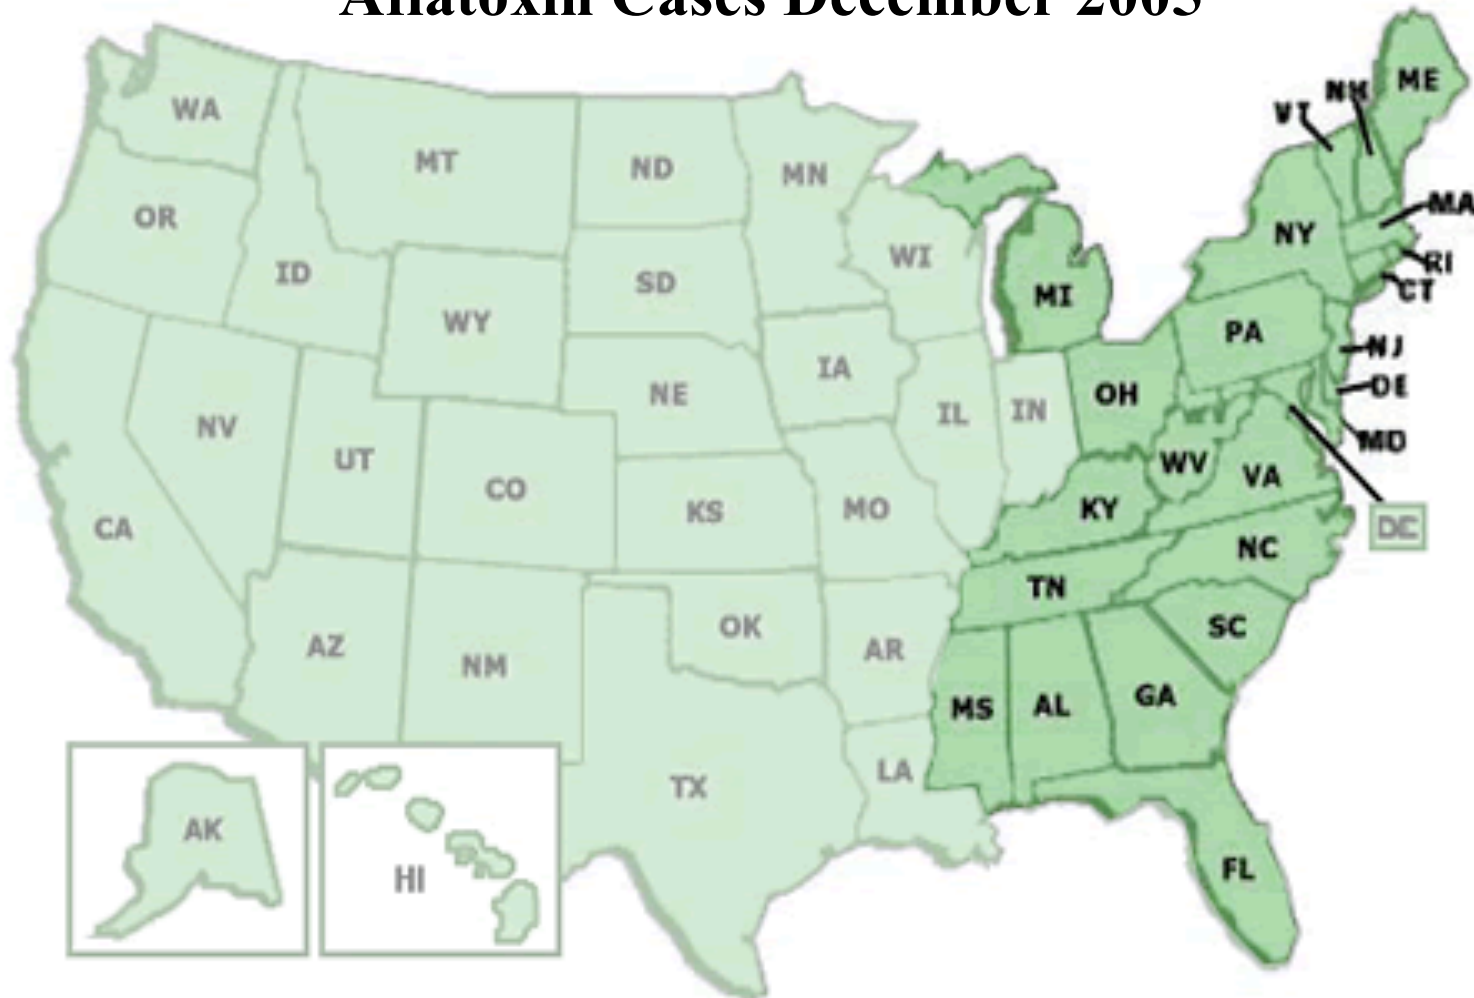 Aflatoxin Cases December 2005
ME
NH
VT
WA
MT
ND
MN
MA
OR
NY
WI
RI
ID
SD
CT
MI
WY
PA
NJ
IA
DE
NE
OH
IL
IN
NV
MD
UT
WV
VA
CO
KS
MO
KY
CA
DC
NC
TN
OK
SC
AZ
AR
NM
GA
MS
AL
LA
TX
AK
FL
HI